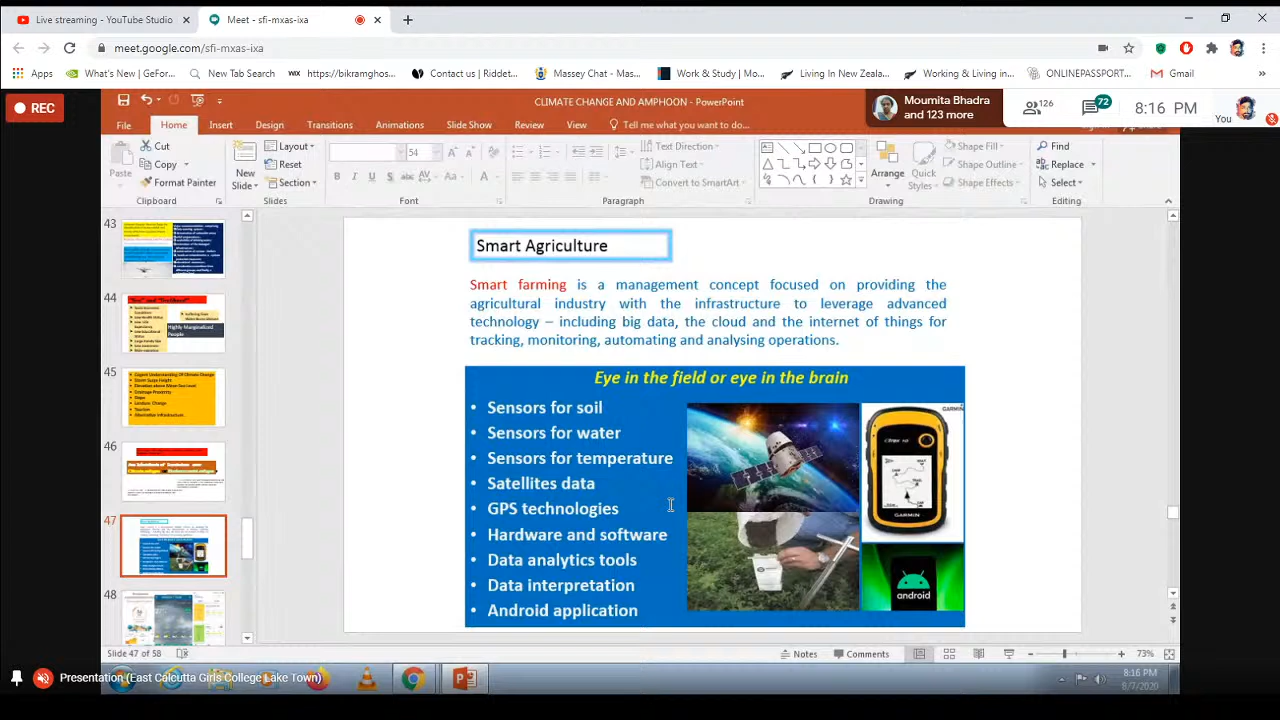 Live streaming - YouTube Studio
Meet - sfi-mxas-ixa
meet.google.com/sfi-mxas-ixa
Apps
What's New (GeFor...
New Tab Search
WIX https://bikramghos...
Contact us | Riddet...
Massey Chat - Mas...
Work & Study | Mo...
Living In New Zeala...
Working & Living in...
ONLINEPASSPORT...
Gmail
REC
CLIMATE CHANGE AND AMPHOON - PowerPoint
Moumita Bhadra
and 123 more
126
72
8:16 PM
You
File
Home
Insert
Design
Transitions
Animations
Slide Show
Review
View
Tell me what you want to do...
Paste
Cut
Copy
Format Painter
Clipboard
New
Slide
Layout
Reset
Section
54
Font
Text Direction
Align Text
Convert to SmartArt
Paragraph
Arrange
Quick
Styles
Shape Fill
Shape Outline
Shape Effects
Drawing
Find
Replace
Select
Editing
43
44
45
46
47
48
Smart Agriculture
Smart farming is a management concept focused on providing the
agricultural industry with the infrastructure to leverage advanced
technology – including big data, the cloud and the internet of things for
tracking, monitoring, automating and analysing operations.
Eye in the field or eye in the brain
• Sensors for soil
• Sensors for water
• Sensors for temperature
• Satellites data
• GPS technologies
• Hardware and software
• Data analytics tools
• Data interpretation
• Android application
GARMIN
GARMIN
android
Slide 47 of 58
Notes
Comments
73%
Presentation (East Calcutta Girls College Lake Town)
8:16 PM
8/7/2020